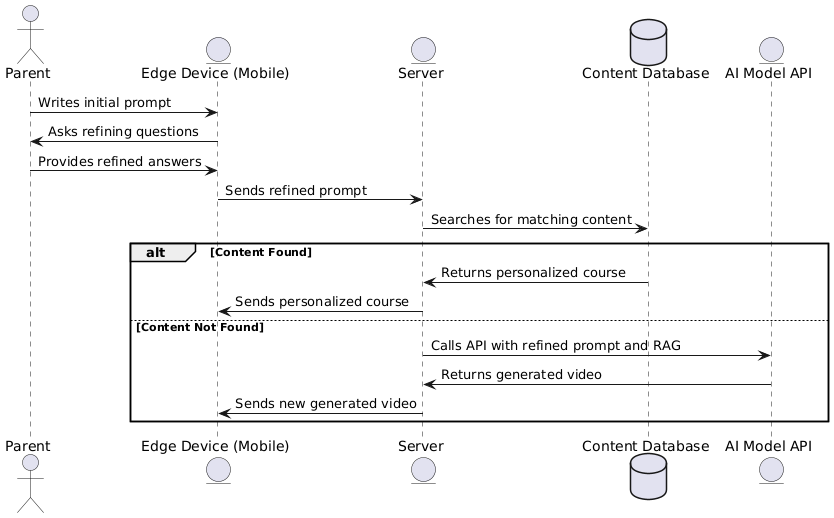 Parent
Edge Device (Mobile)
Server
Content Database
AI Model API
Writes initial prompt
Asks refining questions
Provides refined answers
Sends refined prompt
Searches for matching content
alt [Content Found]
Returns personalized course
Sends personalized course
[Content Not Found]
Calls API with refined prompt and RAG
Returns generated video
Sends new generated video
Parent
Edge Device (Mobile)
Server
Content Database
AI Model API